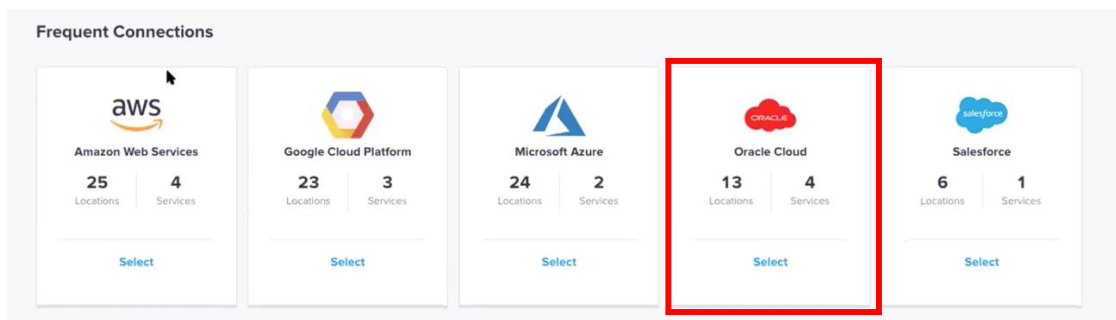 Frequent Connections
aws
Amazon Web Services
25 4
Locations Services
Select
Google Cloud Platform
23 3
Locations Services
Select
Microsoft Azure
24 2
Locations Services
Select
ORACLE
Oracle Cloud
13 4
Locations Services
Select
salesforce
Salesforce
6 1
Locations Services
Select